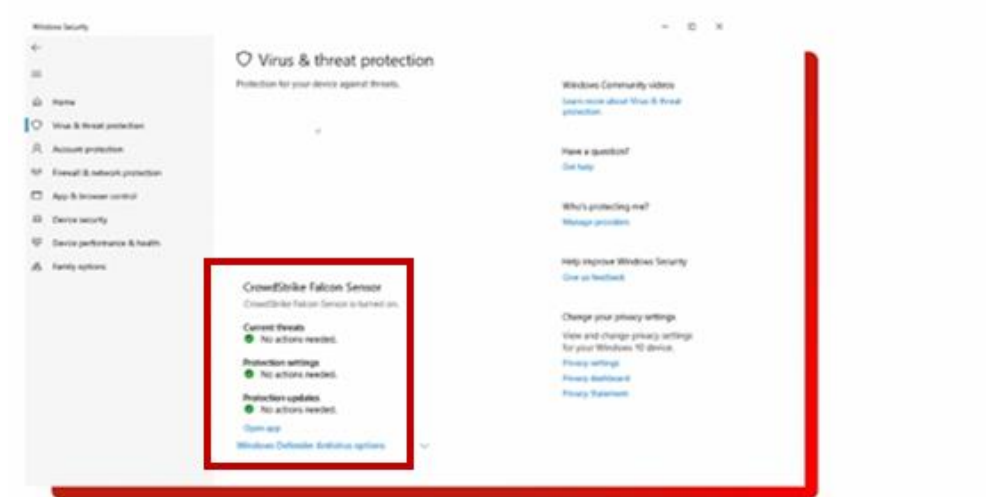 Windows Security
Home
Virus & threat protection
Account protection
Firewall & network protection
App & browser control
Device security
Device performance & health
Family options
Virus & threat protection
Protection for your device against threats.
CrowdStrike Falcon Sensor
CrowdStrike Falcon Sensor is turned on.
Current threats
No actions needed.
Protection settings
No actions needed.
Protection updates
No actions needed.
Open app
Windows Defender Antivirus options
Windows Community videos
Learn more about Virus & threat
protection
Have a question?
Get help
Who's protecting me?
Manage providers
Help improve Windows Security
Give us feedback
Change your privacy settings
View and change privacy settings
for your Windows 10 device.
Privacy settings
Privacy dashboard
Privacy Statement